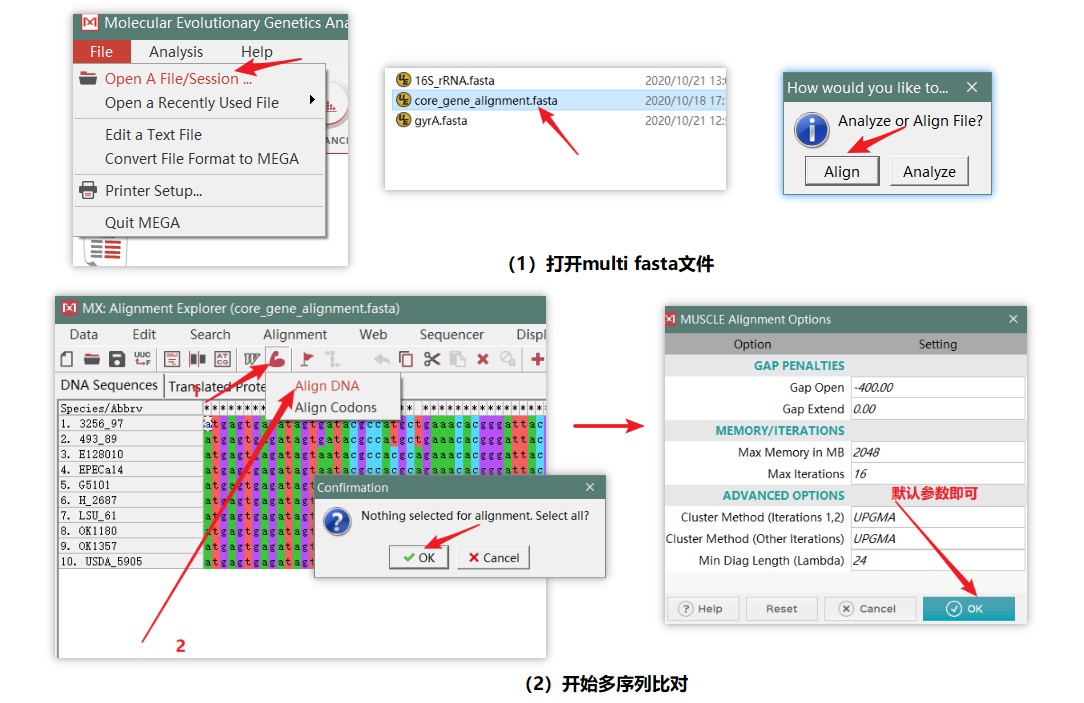 Molecular Evolutionary Genetics Ana
File Analysis Help
Open A File/Session ...
Open a Recently Used File
Edit a Text File
Convert File Format to MEGA
Printer Setup...
Quit MEGA
16S_rRNA.fasta 2020/10/21 13:
core_gene_alignment.fasta 2020/10/18 17:
gyrA.fasta 2020/10/21 12:
How would you like to...
Analyze or Align File?
Align Analyze
(1)打开multi fasta文件
MX: Alignment Explorer (core_gene_alignment.fasta)
Data Edit Search Alignment Web Sequencer Displ
DNA Sequences Translated Prote
1
Align DNA
Align Codons
Species/Abbrv
1. 3256_97
2. 493_89
3. E128010
4. EPECa14
5. G5101
6. H_2687
7. LSU_61
8. OK1180
9. OK1357
10. USDA_5905
Confirmation
Nothing selected for alignment. Select all?
OK Cancel
2
MUSCLE Alignment Options
Option Setting
GAP PENALTIES
Gap Open -400.00
Gap Extend 0.00
MEMORY/ITERATIONS
Max Memory in MB 2048
Max Iterations 16
ADVANCED OPTIONS
默认参数即可
Cluster Method (Iterations 1,2) UPGMA
Cluster Method (Other Iterations) UPGMA
Min Diag Length (Lambda) 24
Help Reset Cancel OK
(2)开始多序列比对